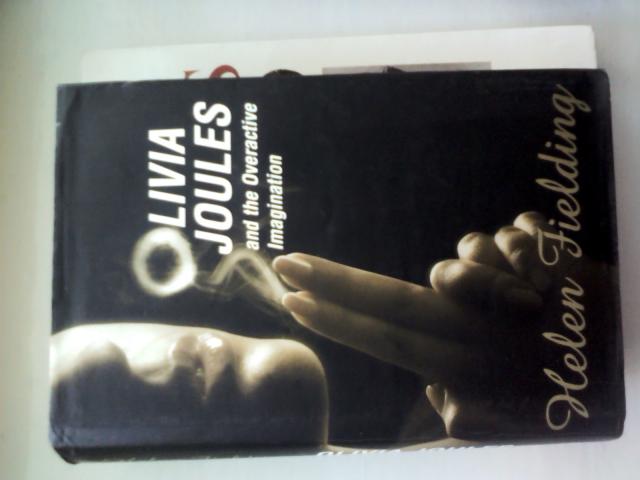 OLIVIA
JOULES
and the Overactive
Imagination
Helen Fielding